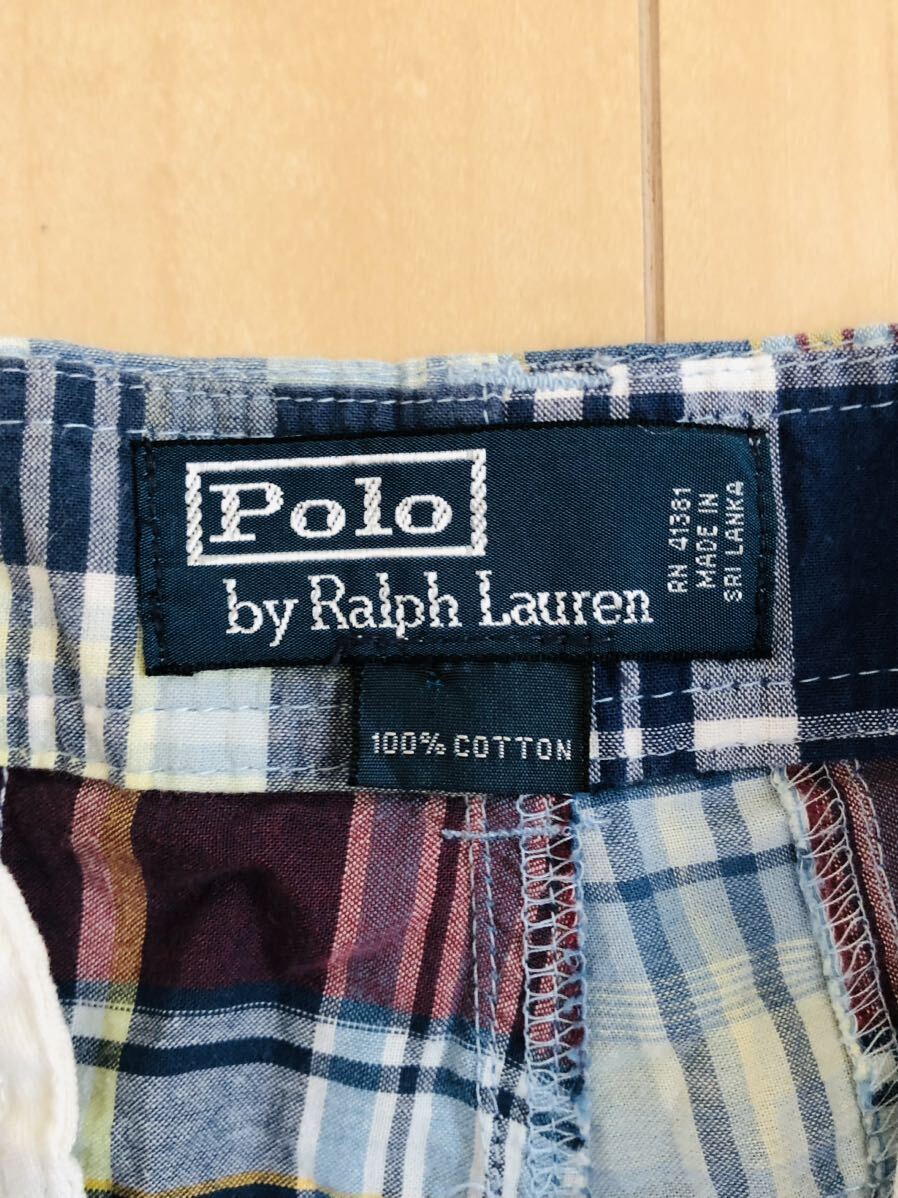 Polo
by Ralph Lauren
RN 41381
MADE IN
SRI LANKA
100% COTTON